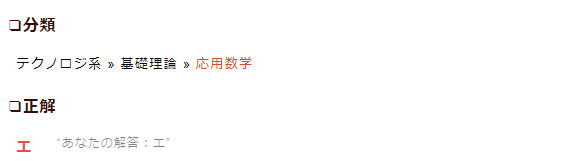 ❏分類
テクノロジ系 » 基礎理論 » 応用数学
❏正解
エ “あなたの解答：エ”